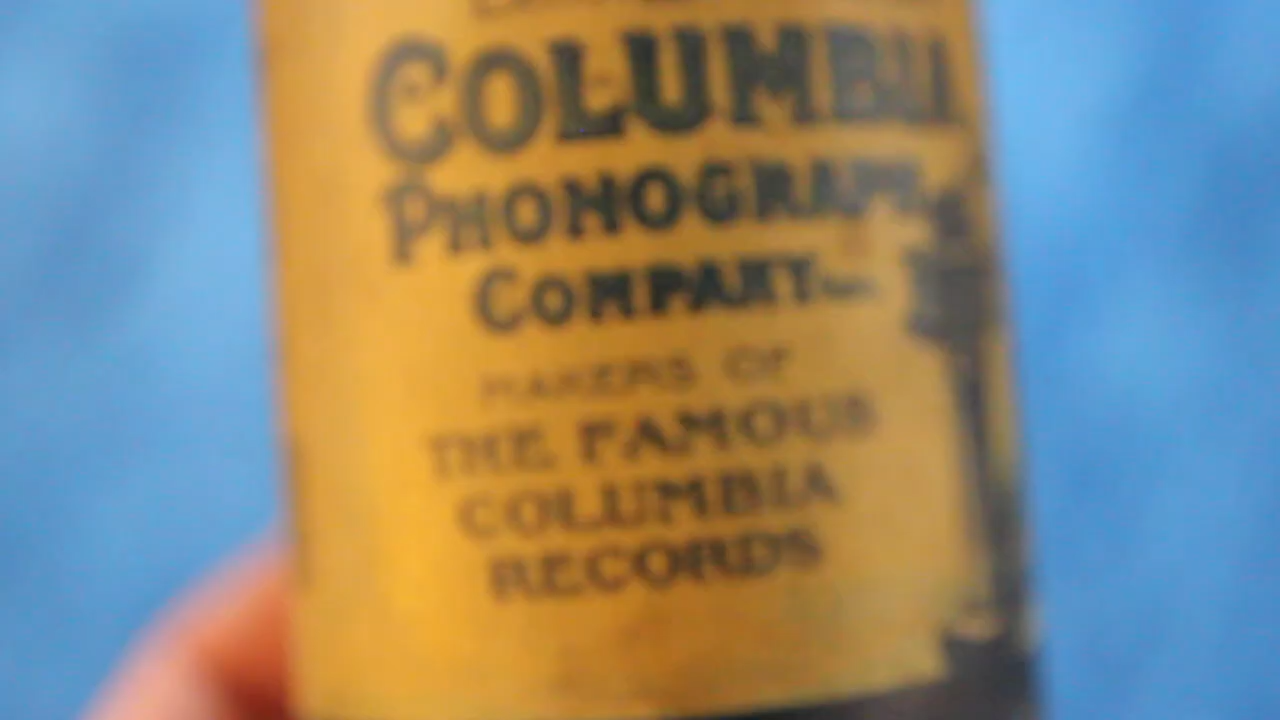 COLUMBIA
PHONOGRAPH
COMPANY
MAKERS OF
THE FAMOUS
COLUMBIA
RECORDS